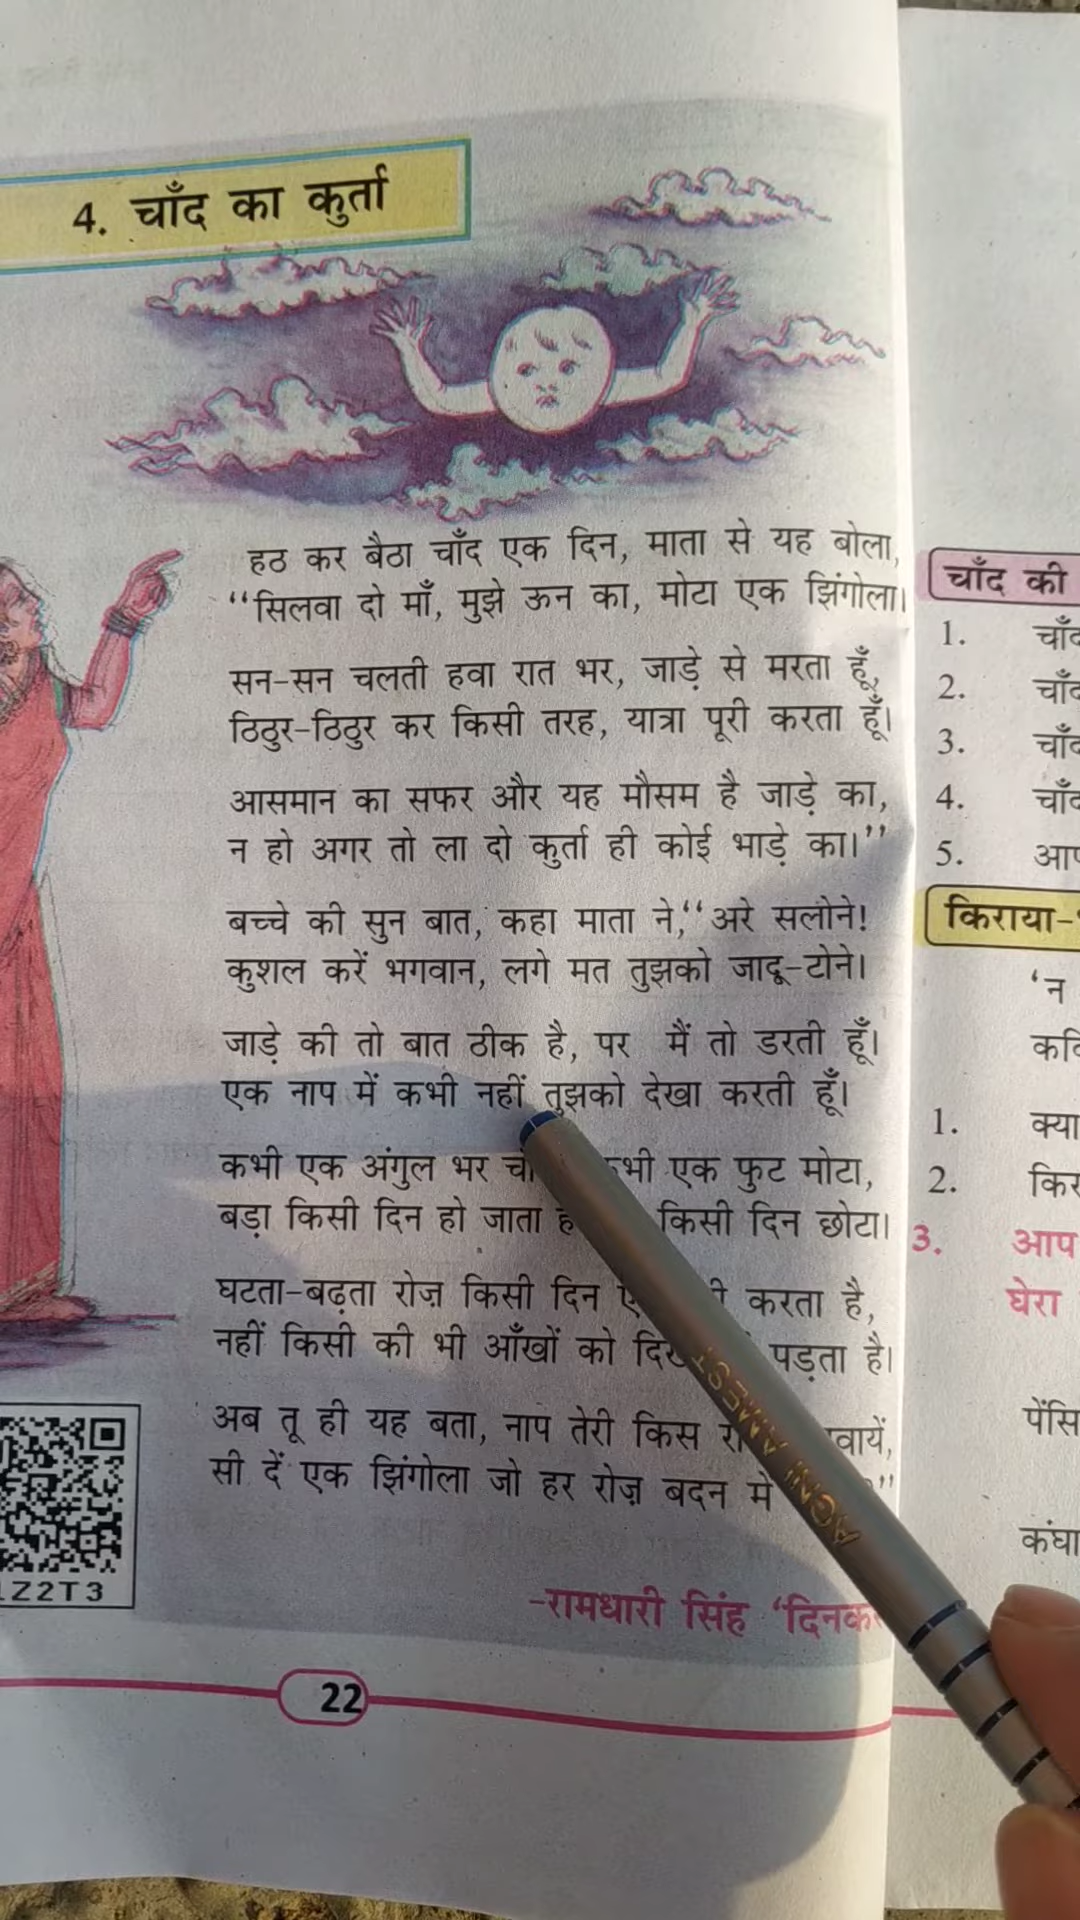 4. चाँद का कुर्ता
हठ कर बैठा चाँद एक दिन, माता से यह बोला,
“सिलवा दो माँ, मुझे ऊन का, मोटा एक झिंगोला।
सन-सन चलती हवा रात भर, जाड़े से मरता हूँ,
ठिठुर-ठिठुर कर किसी तरह, यात्रा पूरी करता हूँ।
आसमान का सफर और यह मौसम है जाड़े का,
न हो अगर तो ला दो कुर्ता ही कोई भाड़े का।”
बच्चे की सुन बात, कहा माता ने,“अरे सलोने!
कुशल करें भगवान, लगे मत तुझको जादू-टोने।
जाड़े की तो बात ठीक है, पर मैं तो डरती हूँ।
एक नाप में कभी नहीं तुझको देखा करती हूँ।
कभी एक अंगुल भर एक फुट मोटा,
बड़ा किसी दिन हो जाता किसी दिन छोटा।
घटता-बढ़ता रोज़ किसी दिन करता है,
नहीं किसी की भी आँखों को पड़ता है।
अब तू ही यह बता, नाप तेरी किस
सी दें एक झिंगोला जो हर रोज़ बदन में ”
-रामधारी सिंह ‘दिनक
Z2T3
22
चाँद की
1.
2.
3.
4.
5.
किराया-
‘न
1. क्या
2.
3. आप
घेरा
कंघा
AGNI AMEST